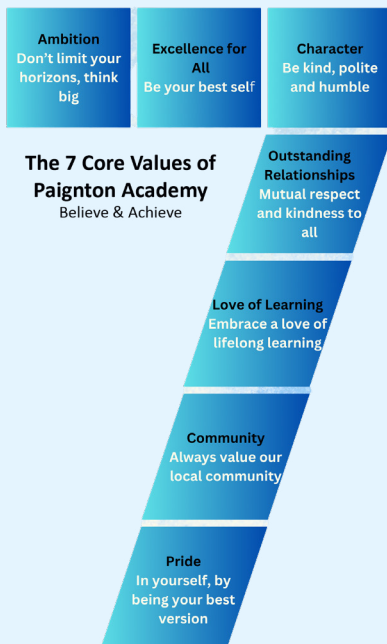 Ambition
Don't limit your
horizons, think
big
Excellence for
All
Be your best self
Character
Be kind, polite
and humble
The 7 Core Values of
Paignton Academy
Believe & Achieve
Outstanding
Relationships
Mutual respect
and kindness to
all
Love of Learning
Embrace a love of
lifelong learning
Community
Always value our
local community
Pride
In yourself, by
being your best
version